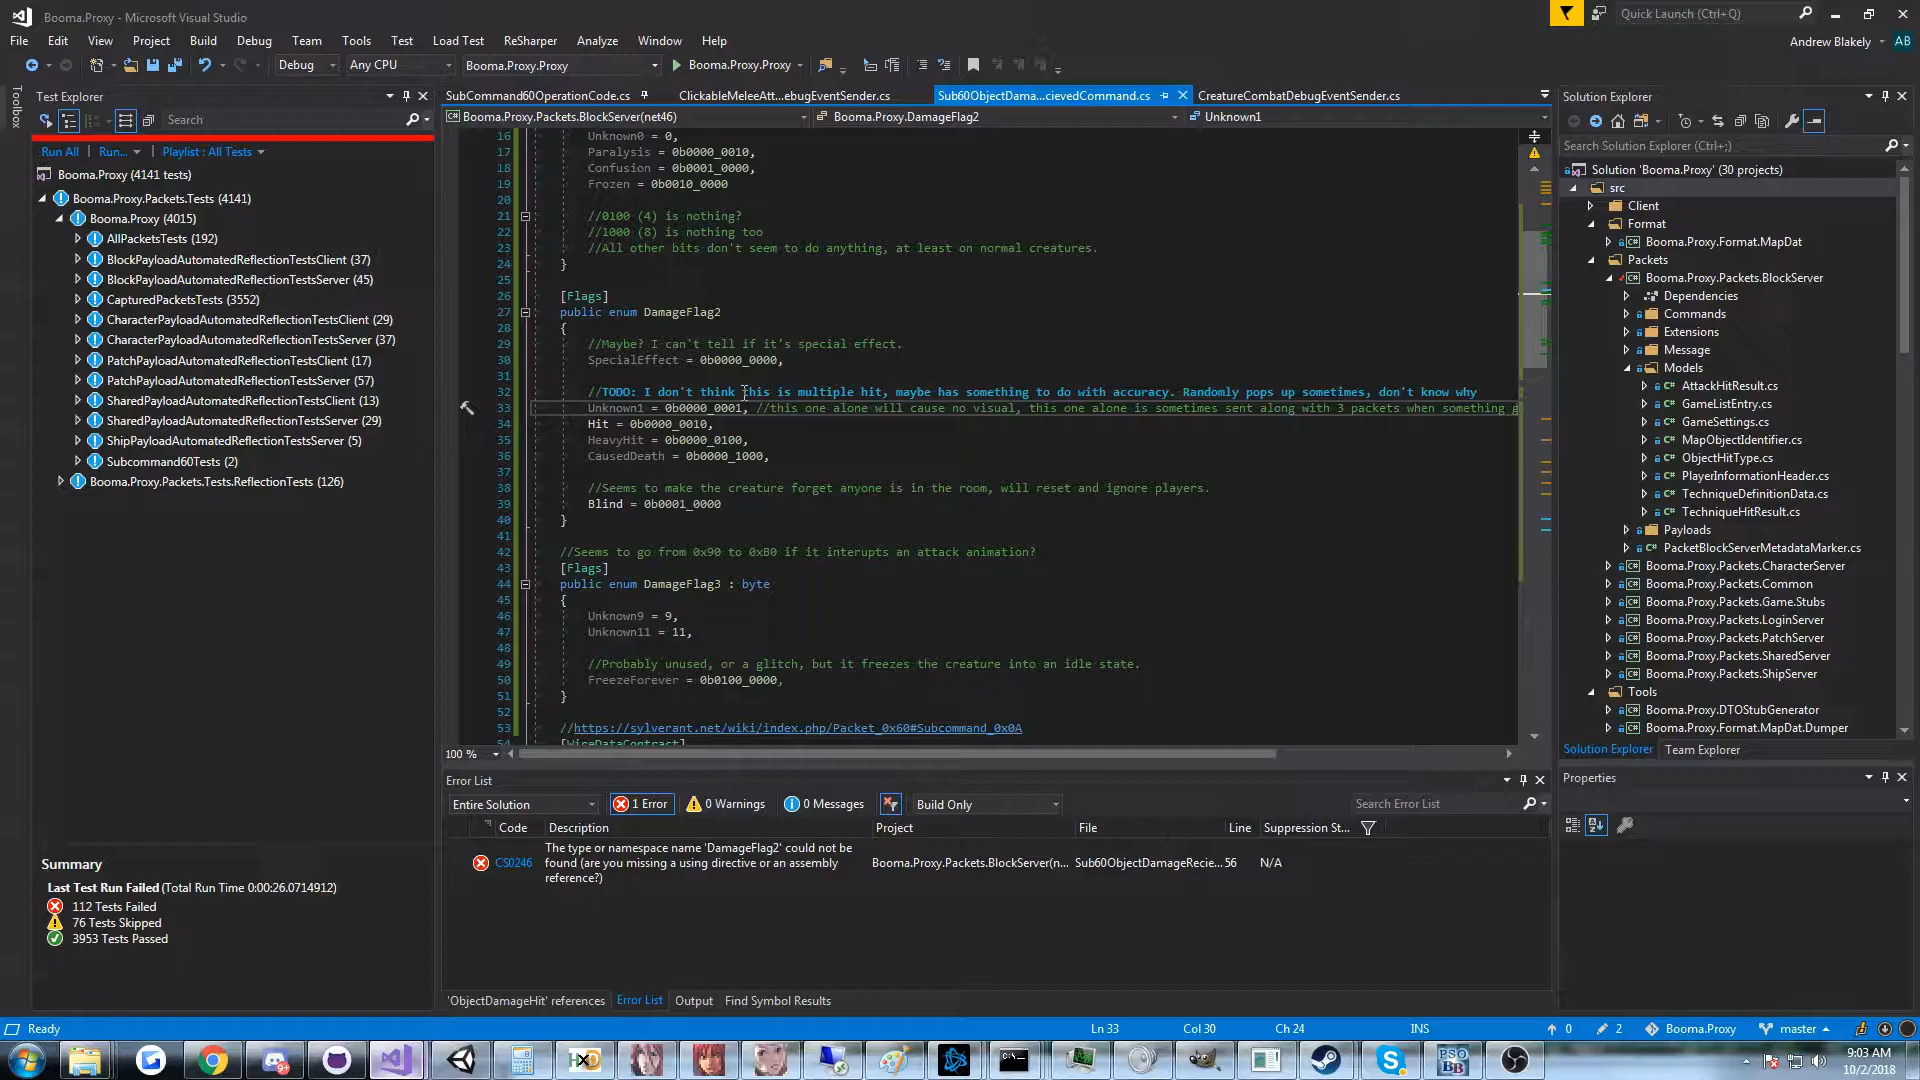 Booma.Proxy - Microsoft Visual Studio
Quick Launch (Ctrl+Q)
File Edit View Project Build Debug Team Tools Test Load Test ReSharper Analyze Window Help
Andrew Blakely AB
Debug Any CPU Booma.Proxy.Proxy Booma.Proxy.Proxy
Toolbox
Test Explorer
Search
Run All Run... Playlist : All Tests
Booma.Proxy (4141 tests)
Booma.Proxy.Packets.Tests (4141)
Booma.Proxy (4015)
AllPacketsTests (192)
BlockPayloadAutomatedReflectionTestsClient (37)
BlockPayloadAutomatedReflectionTestsServer (45)
CapturedPacketsTests (3552)
CharacterPayloadAutomatedReflectionTestsClient (29)
CharacterPayloadAutomatedReflectionTestsServer (37)
PatchPayloadAutomatedReflectionTestsClient (17)
PatchPayloadAutomatedReflectionTestsServer (57)
SharedPayloadAutomatedReflectionTestsClient (13)
SharedPayloadAutomatedReflectionTestsServer (29)
ShipPayloadAutomatedReflectionTestsServer (5)
Subcommand60Tests (2)
Booma.Proxy.Packets.Tests.ReflectionTests (126)
Summary
Last Test Run Failed (Total Run Time 0:00:26.0714912)
112 Tests Failed
76 Tests Skipped
3953 Tests Passed
SubCommand60OperationCode.cs ClickableMeleeAtt...ebugEventSender.cs Sub60ObjectDama...cievedCommand.cs CreatureCombatDebugEventSender.cs
Booma.Proxy.Packets.BlockServer(net46) Booma.Proxy.DamageFlag2 Unknown1
16 Unknown0 = 0,
17 Paralysis = 0b0000_0010,
18 Confusion = 0b0001_0000,
19 Frozen = 0b0010_0000
20
21 //0100 (4) is nothing?
22 //1000 (8) is nothing too
23 //All other bits don't seem to do anything, at least on normal creatures.
24 }
25
26 [Flags]
27 public enum DamageFlag2
28 {
29 //Maybe? I can't tell if it's special effect.
30 SpecialEffect = 0b0000_0000,
31
32 //TODO: I don't think this is multiple hit, maybe has something to do with accuracy. Randomly pops up sometimes, don't know why
33 Unknown1 = 0b0000_0001, //this one alone will cause no visual, this one alone is sometimes sent along with 3 packets when something g
34 Hit = 0b0000_0010,
35 HeavyHit = 0b0000_0100,
36 CausedDeath = 0b0000_1000,
37
38 //Seems to make the creature forget anyone is in the room, will reset and ignore players.
39 Blind = 0b0001_0000
40 }
41
42 //Seems to go from 0x90 to 0xB0 if it interupts an attack animation?
43 [Flags]
44 public enum DamageFlag3 : byte
45 {
46 Unknown9 = 9,
47 Unknown11 = 11,
48
49 //Probably unused, or a glitch, but it freezes the creature into an idle state.
50 FreezeForever = 0b0100_0000,
51 }
52
53 //https://sylverant.net/wiki/index.php/Packet_0x60#Subcommand_0x0A
54 [WireDataContract]
100 %
Error List
Entire Solution 1 Error 0 Warnings 0 Messages Build Only Search Error List
Code Description Project File Line Suppression St...
CS0246 The type or namespace name 'DamageFlag2' could not be found (are you missing a using directive or an assembly reference?) Booma.Proxy.Packets.BlockServer(n... Sub60ObjectDamageRecie... 56 N/A
'ObjectDamageHit' references Error List Output Find Symbol Results
Solution Explorer
Search Solution Explorer (Ctrl+;)
Solution 'Booma.Proxy' (30 projects)
src
Client
Format
Booma.Proxy.Format.MapDat
Packets
Booma.Proxy.Packets.BlockServer
Dependencies
Commands
Extensions
Message
Models
AttackHitResult.cs
GameListEntry.cs
GameSettings.cs
MapObjectIdentifier.cs
ObjectHitType.cs
PlayerInformationHeader.cs
TechniqueDefinitionData.cs
TechniqueHitResult.cs
Payloads
PacketBlockServerMetadataMarker.cs
Booma.Proxy.Packets.CharacterServer
Booma.Proxy.Packets.Common
Booma.Proxy.Packets.Game.Stubs
Booma.Proxy.Packets.LoginServer
Booma.Proxy.Packets.PatchServer
Booma.Proxy.Packets.SharedServer
Booma.Proxy.Packets.ShipServer
Tools
Booma.Proxy.DTOStubGenerator
Booma.Proxy.Format.MapDat.Dumper
Solution Explorer Team Explorer
Properties
Ready Ln 33 Col 30 Ch 24 INS 0 2 Booma.Proxy master
9:03 AM
10/2/2018